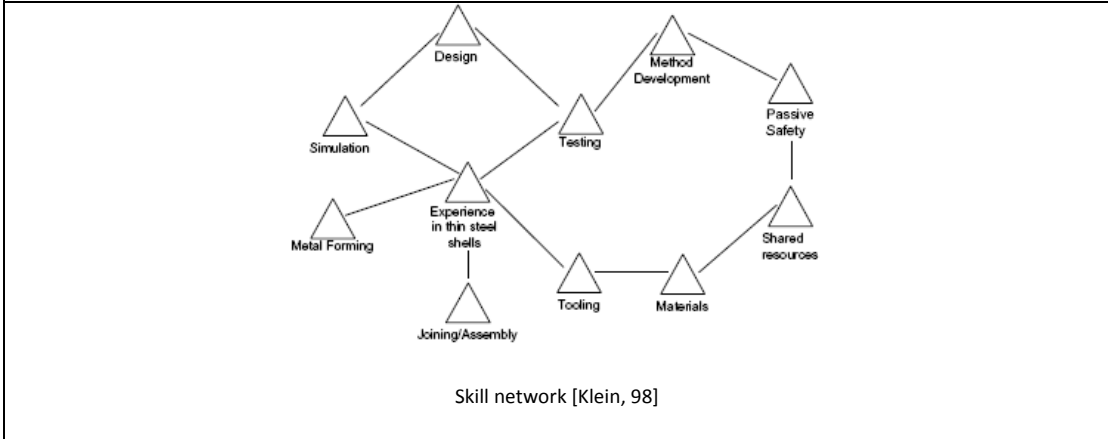 Design
Method
Development
Passive
Safety
Simulation
Testing
Experience
in thin steel
shells
Metal Forming
Shared
resources
Tooling
Materials
Joining/Assembly
Skill network [Klein, 98]